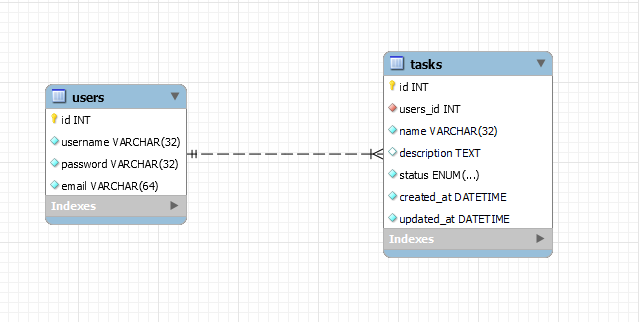 users
id INT
username VARCHAR(32)
password VARCHAR(32)
email VARCHAR(64)
Indexes
tasks
id INT
users_id INT
name VARCHAR(32)
description TEXT
status ENUM(...)
created_at DATETIME
updated_at DATETIME
Indexes